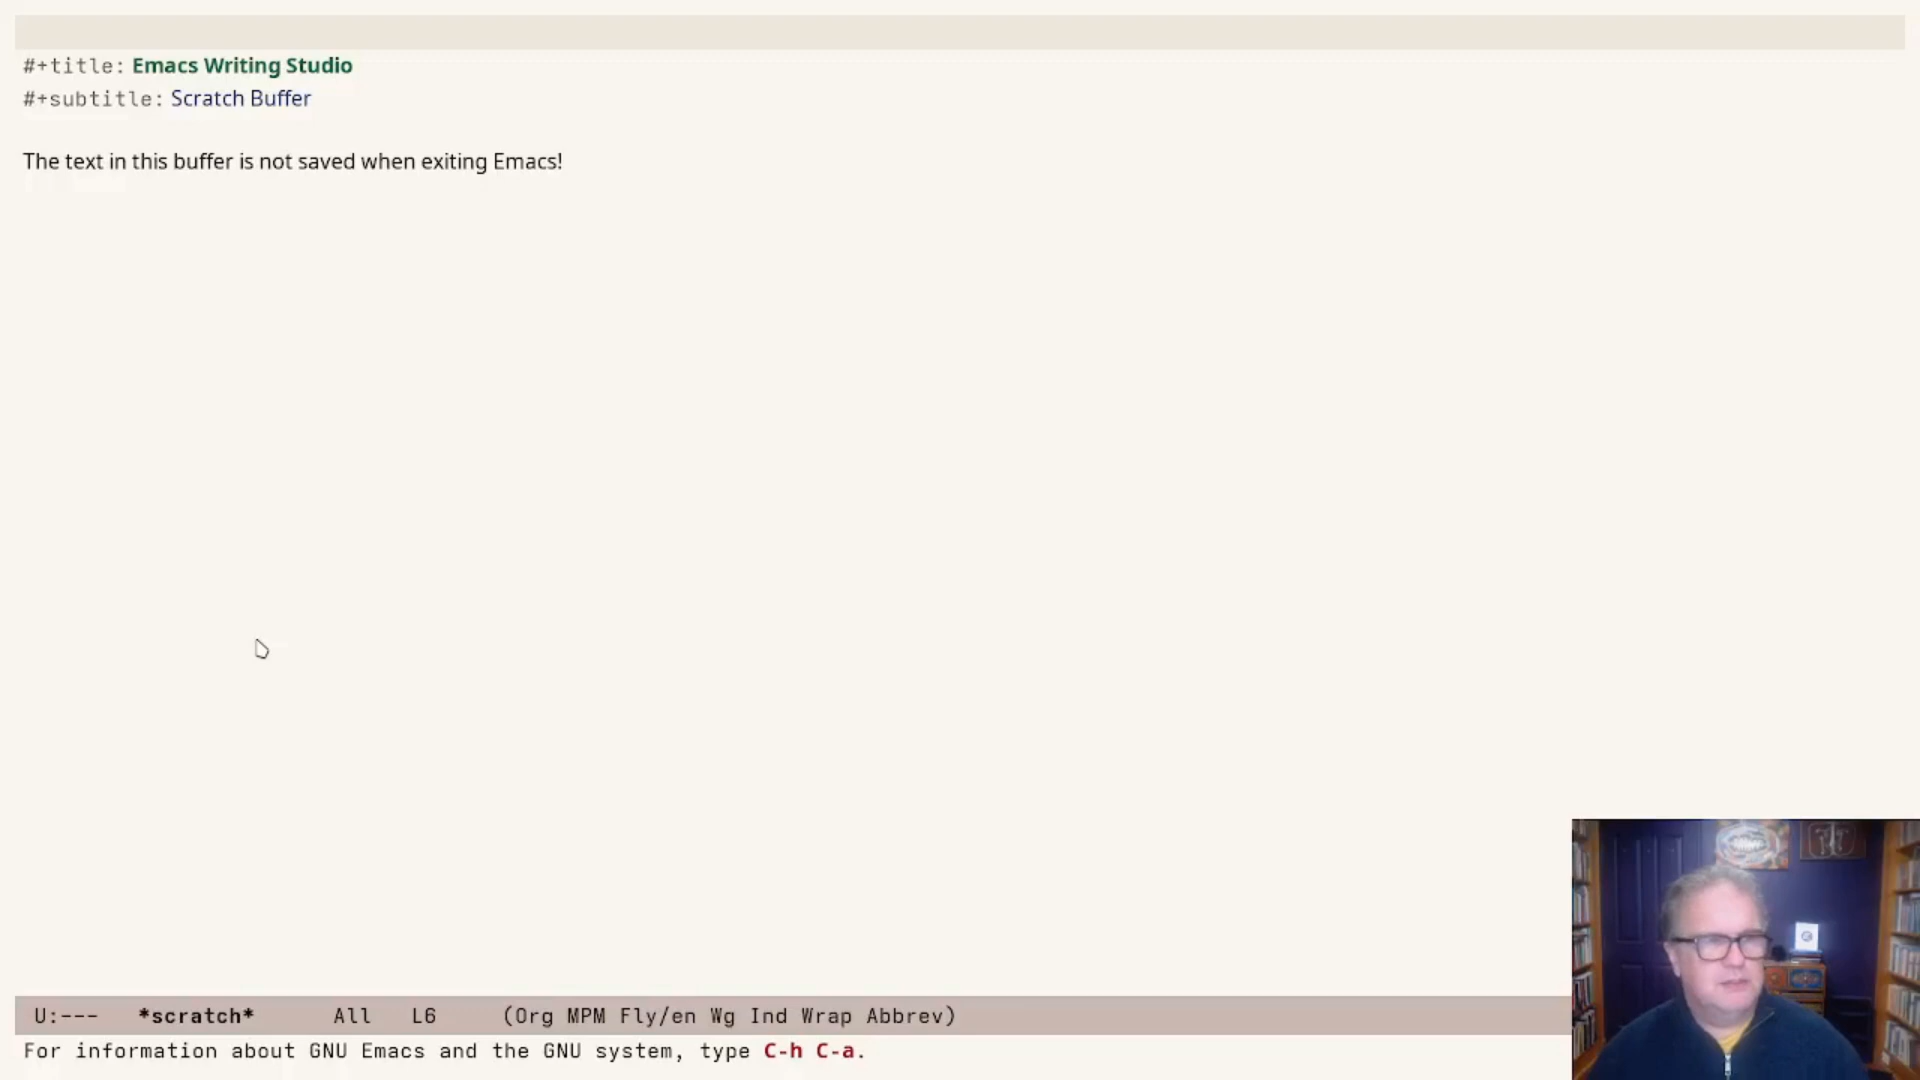 #+title: Emacs Writing Studio
#+subtitle: Scratch Buffer
The text in this buffer is not saved when exiting Emacs!
U:--- *scratch* All L6 (Org MPM Fly/en Wg Ind Wrap Abbrev)
For information about GNU Emacs and the GNU system, type C-h C-a.